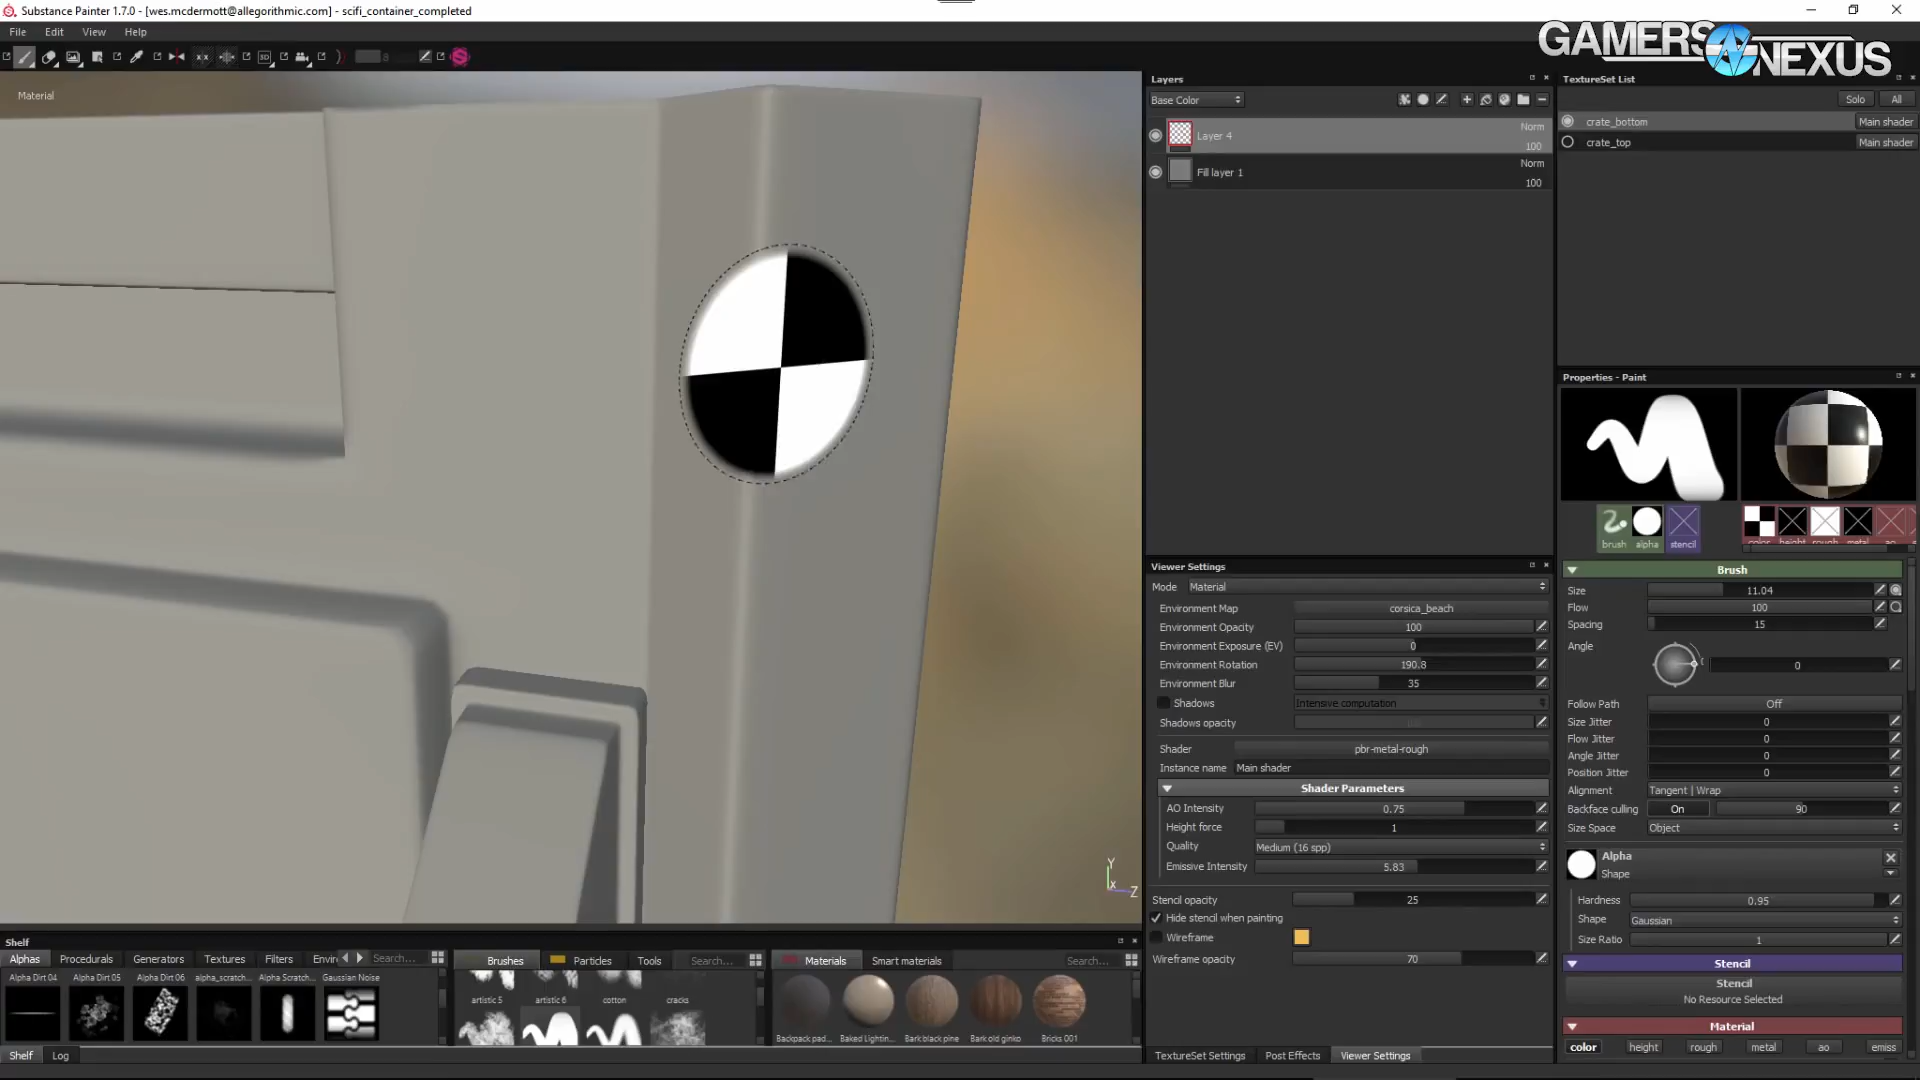 Substance Painter 1.7.0 - [wes.mcdermott@allegorithmic.com] - scifi_container_completed
File Edit View Help
GAMERS NEXUS
Material
Layers
Base Color
Layer 4 Norm
100
Fill layer 1 Norm
100
TextureSet List
Solo All
crate_bottom Main shader
crate_top Main shader
Properties - Paint
brush alpha stencil
color height rough metal ao
Brush
Size 11.04
Flow 100
Spacing 15
Angle 0
Follow Path Off
Size Jitter 0
Flow Jitter 0
Angle Jitter 0
Position Jitter 0
Alignment Tangent | Wrap
Backface culling On 90
Size Space Object
Alpha
Shape
Hardness 0.95
Shape Gaussian
Size Ratio 1
Stencil
Stencil
No Resource Selected
Material
color height rough metal ao emiss
Viewer Settings
Mode Material
Environment Map corsica_beach
Environment Opacity 100
Environment Exposure (EV) 0
Environment Rotation 190.8
Environment Blur 35
Shadows Intensive computation
Shadows opacity
Shader pbr-metal-rough
Instance name Main shader
Shader Parameters
AO Intensity 0.75
Height force 1
Quality Medium (16 spp)
Emissive Intensity 5.83
Stencil opacity 25
Hide stencil when painting
Wireframe
Wireframe opacity 70
TextureSet Settings Post Effects Viewer Settings
Y
X
Z
Shelf
Alphas Procedurals Generators Textures Filters Envir Search...
Alpha Dirt 04 Alpha Dirt 05 Alpha Dirt 06 alpha_scratch... Alpha Scratch... Gaussian Noise
Brushes Particles Tools Search...
artistic 5 artistic 6 cotton cracks
Materials Smart materials Search...
Backpack pad... Baked Lightin... Bark black pine Bark old ginko Bricks 001
Shelf Log